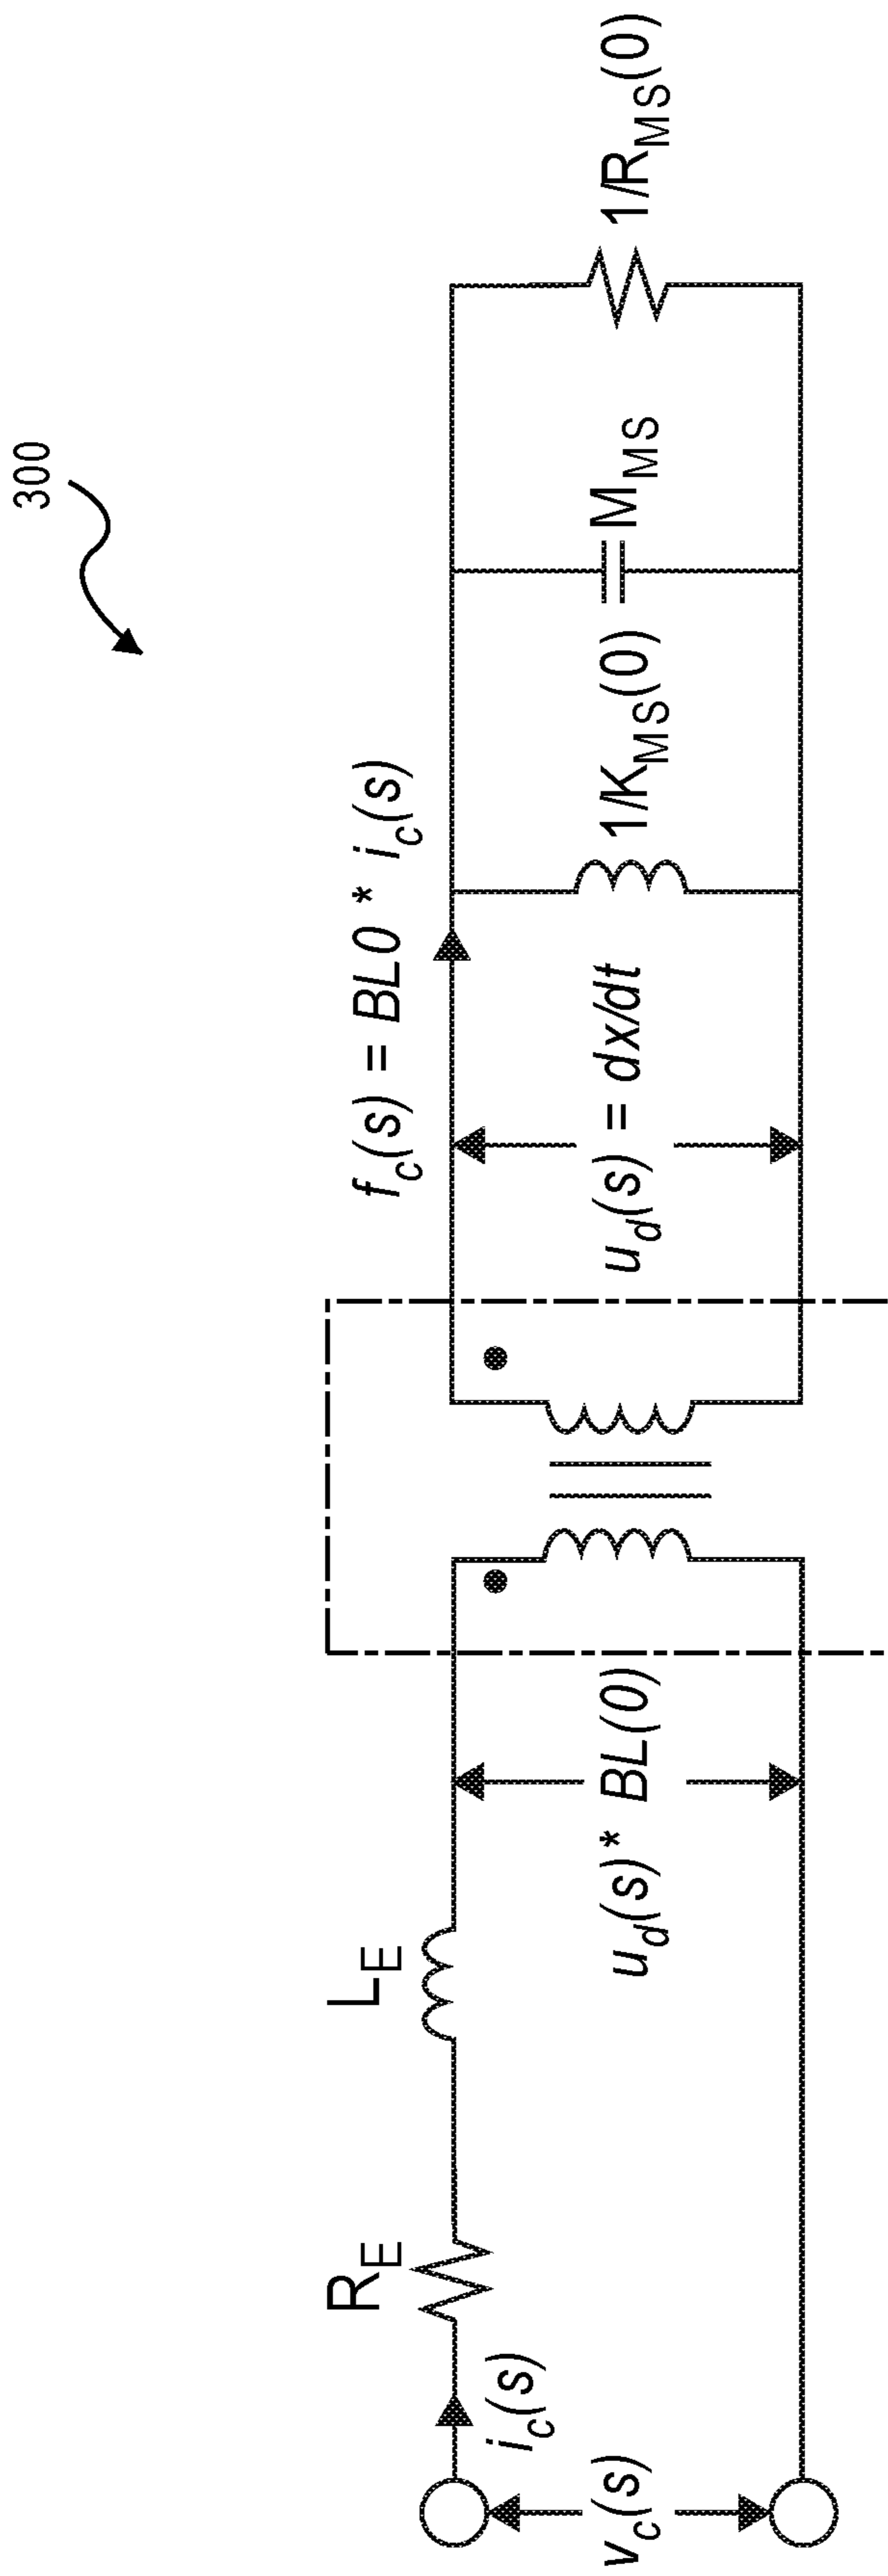 300
f_c(s) = BL0 * i_c(s)
R_E
L_E
i_c(s)
v_c(s)
u_d(s)* BL(0)
u_d(s) = dx/dt
1/K_MS(0)
M_MS
1/R_MS(0)